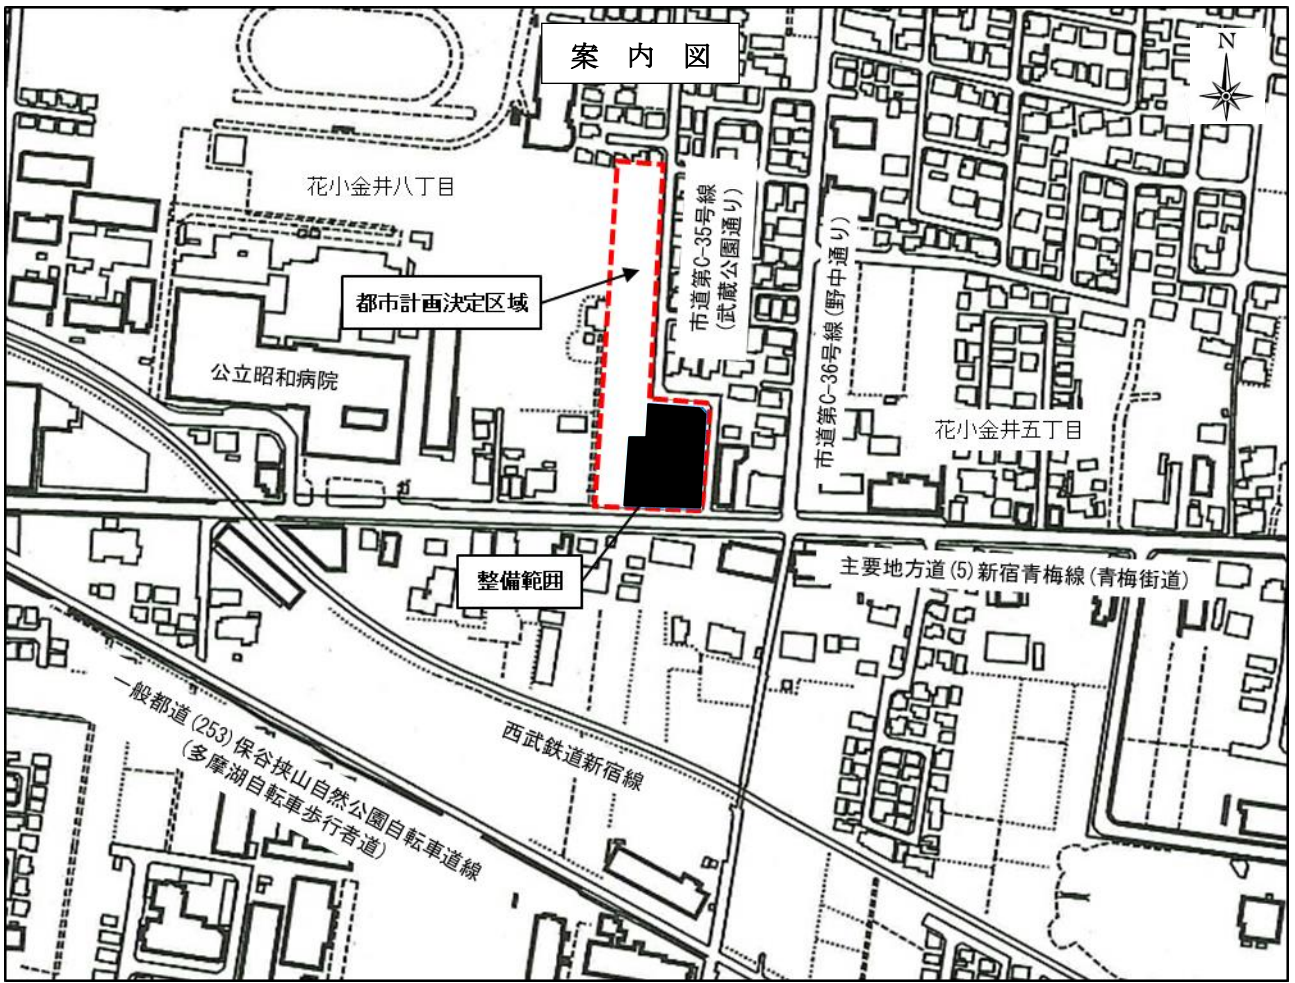 案 内 図
N
花小金井八丁目
市道第C-35号線
(武蔵公園通り)
市道第C-36号線(野中通り)
都市計画決定区域
公立昭和病院
花小金井五丁目
整備範囲
主要地方道(5)新宿青梅線(青梅街道)
一般都道(253)保谷狭山自然公園自転車道線
(多摩湖自転車歩行者道)
西武鉄道新宿線